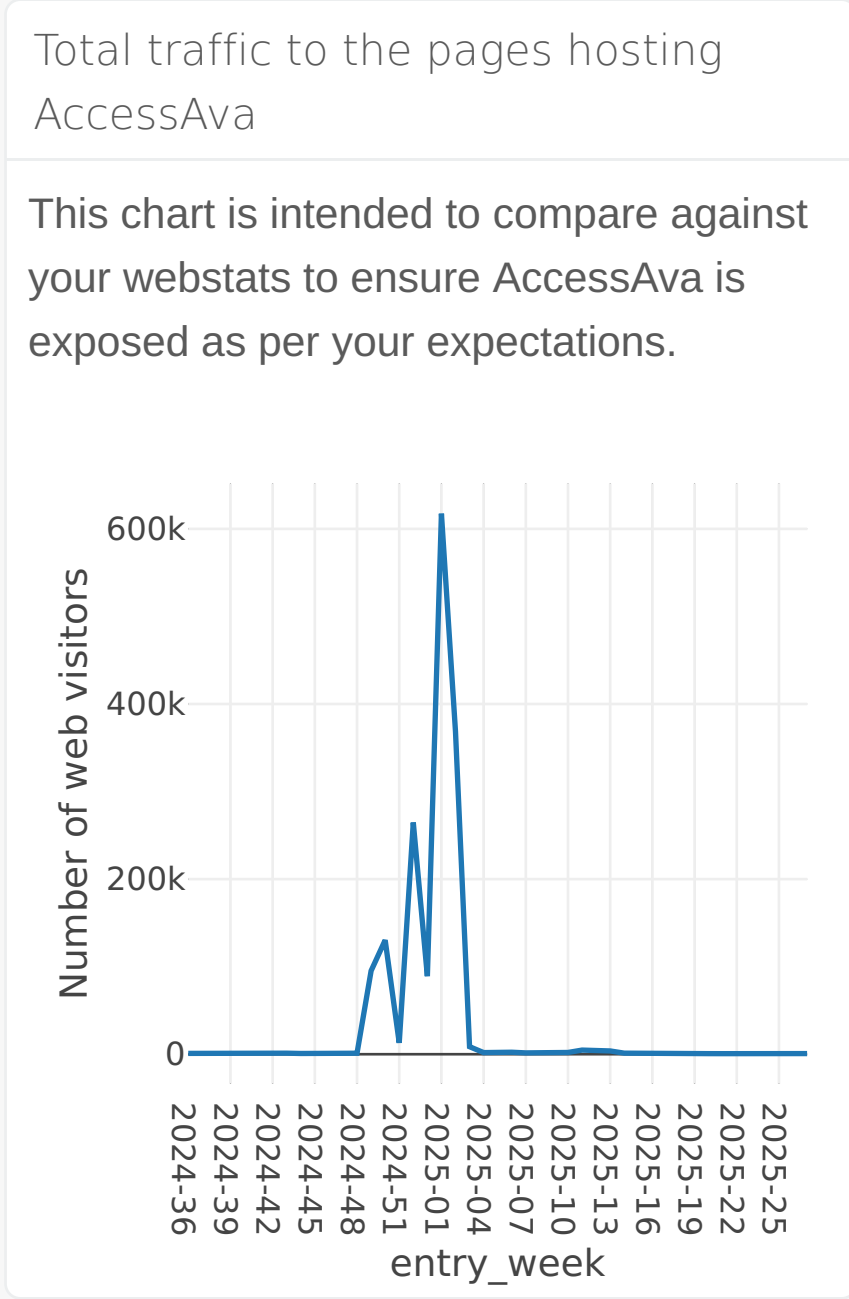 Total traffic to the pages hosting
AccessAva
This chart is intended to compare against
your webstats to ensure AccessAva is
exposed as per your expectations.
600k
400k
200k
0
Number of web visitors
2024-36
2024-39
2024-42
2024-45
2024-48
2024-51
2025-01
2025-04
2025-07
2025-10
2025-13
2025-16
2025-19
2025-22
2025-25
entry_week